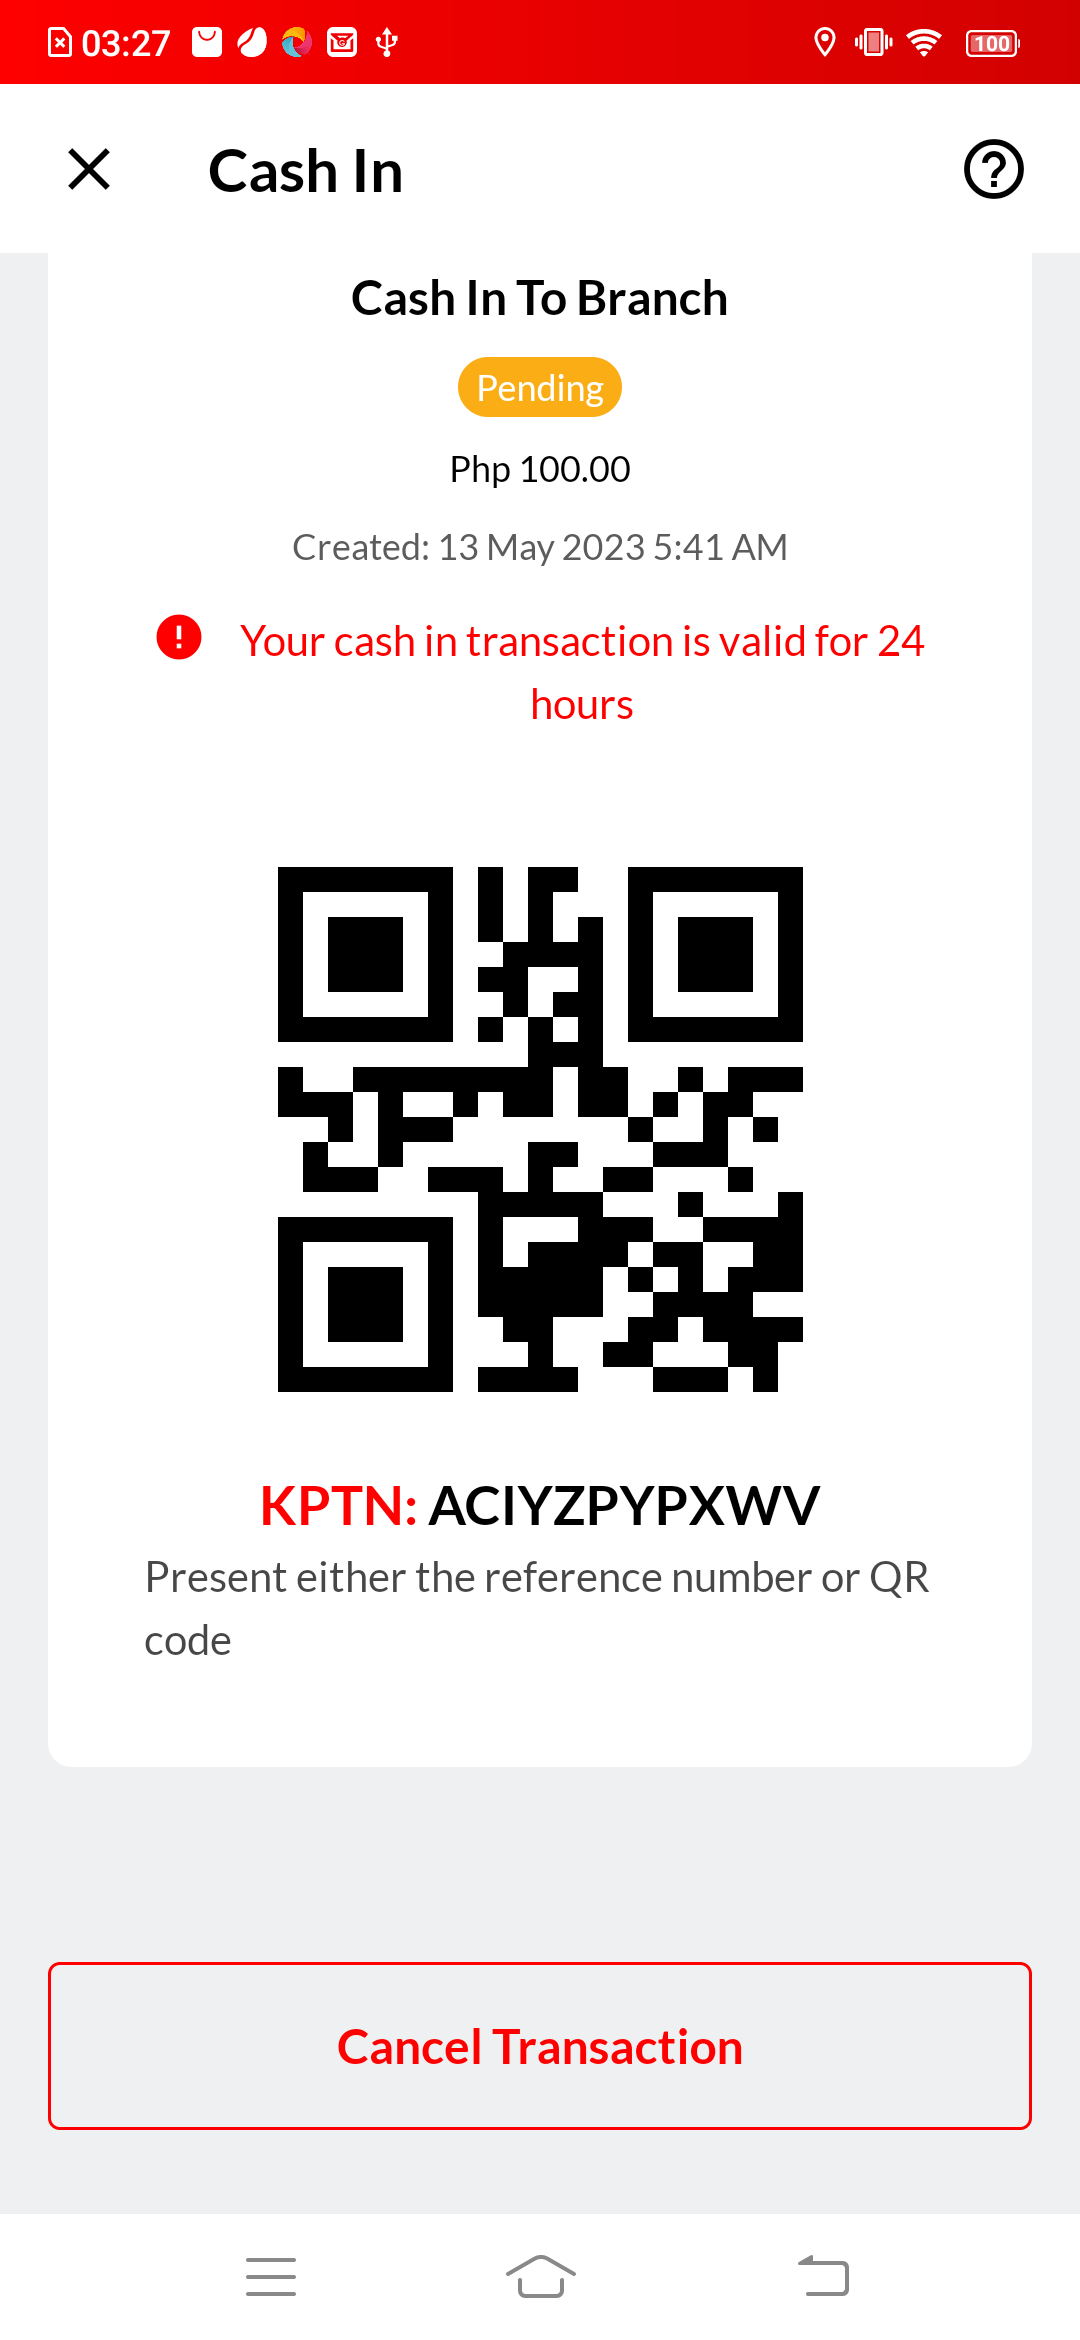 03:27
100
Cash In
Cash In To Branch
Pending
Php 100.00
Created: 13 May 2023 5:41 AM
Your cash in transaction is valid for 24
hours
KPTN: ACIYZPYPXWV
Present either the reference number or QR
code
Cancel Transaction